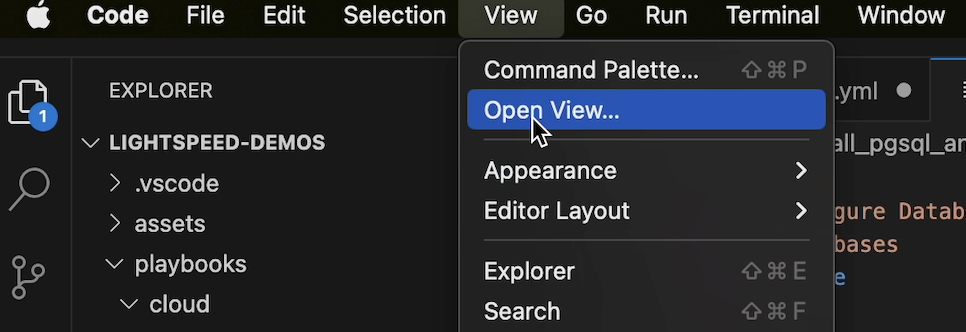 Code File Edit Selection View Go Run Terminal Window
EXPLORER
1
LIGHTSPEED-DEMOS
.vscode
assets
playbooks
cloud
Command Palette... ⇧⌘P
Open View...
Appearance
Editor Layout
Explorer ⇧⌘E
Search ⇧⌘F
.yml
all_pgsql_an
gure Datab
bases
e